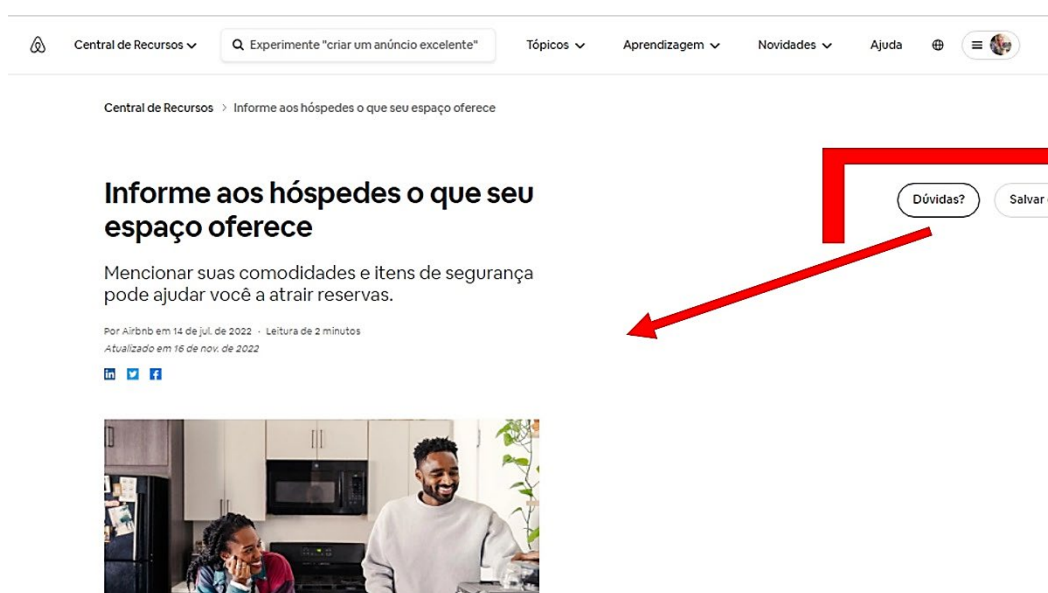 Central de Recursos
Experimente "criar um anúncio excelente"
Tópicos
Aprendizagem
Novidades
Ajuda
Central de Recursos > Informe aos hóspedes o que seu espaço oferece
Informe aos hóspedes o que seu
espaço oferece
Dúvidas?
Salvar
Mencionar suas comodidades e itens de segurança
pode ajudar você a atrair reservas.
Por Airbnb em 14 de jul. de 2022 · Leitura de 2 minutos
Atualizado em 16 de nov. de 2022